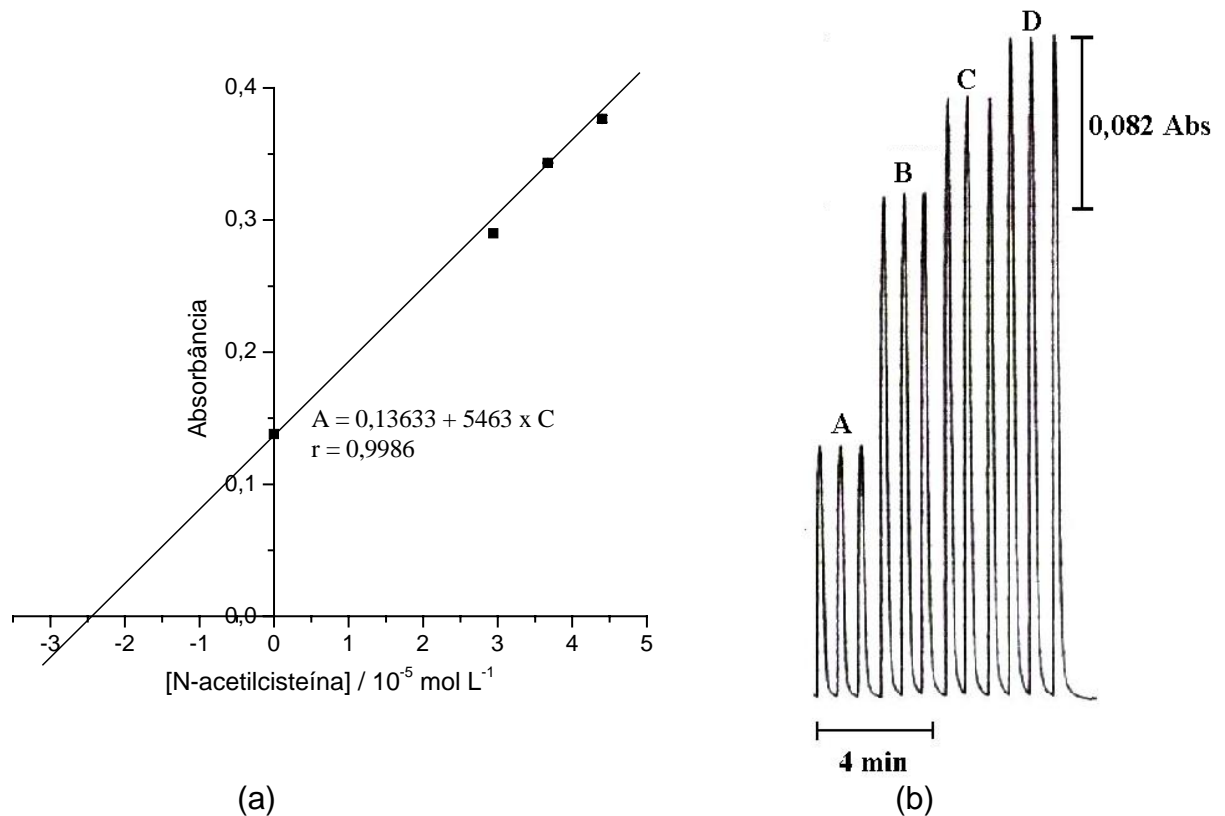 Absorbância
0,4
0,3
0,2
0,1
0,0
A = 0,13633 + 5463 x C
r = 0,9986
-3 -2 -1 0 1 2 3 4 5
[N-acetilcisteína] / 10⁻⁵ mol L⁻¹
(a)
A
B
C
D
0,082 Abs
4 min
(b)